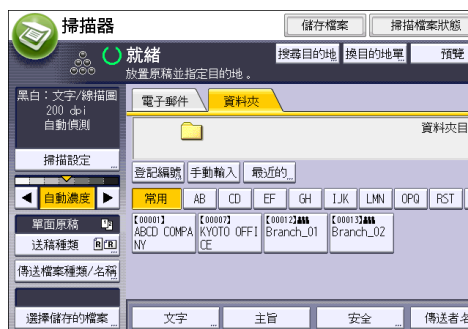 掃描器
儲存檔案
掃描檔案狀態
就緒
搜尋目的地
換目的地單
預覽
放置原稿並指定目的地。
黑白：文字/線描圖
200 dpi
自動偵測
電子郵件
資料夾
資料夾目
掃描設定
登記編號
手動輸入
最近的
自動濃度
常用
AB
CD
EF
GH
IJK
LMN
OPQ
RST
單面原稿
送稿種類
[00001]
ABCD COMPA
NY
[00007]
KYOTO OFFI
CE
[00012]
Branch_01
[00013]
Branch_02
傳送檔案種類/名稱
選擇儲存的檔案
文字
主旨
安全
傳送者名